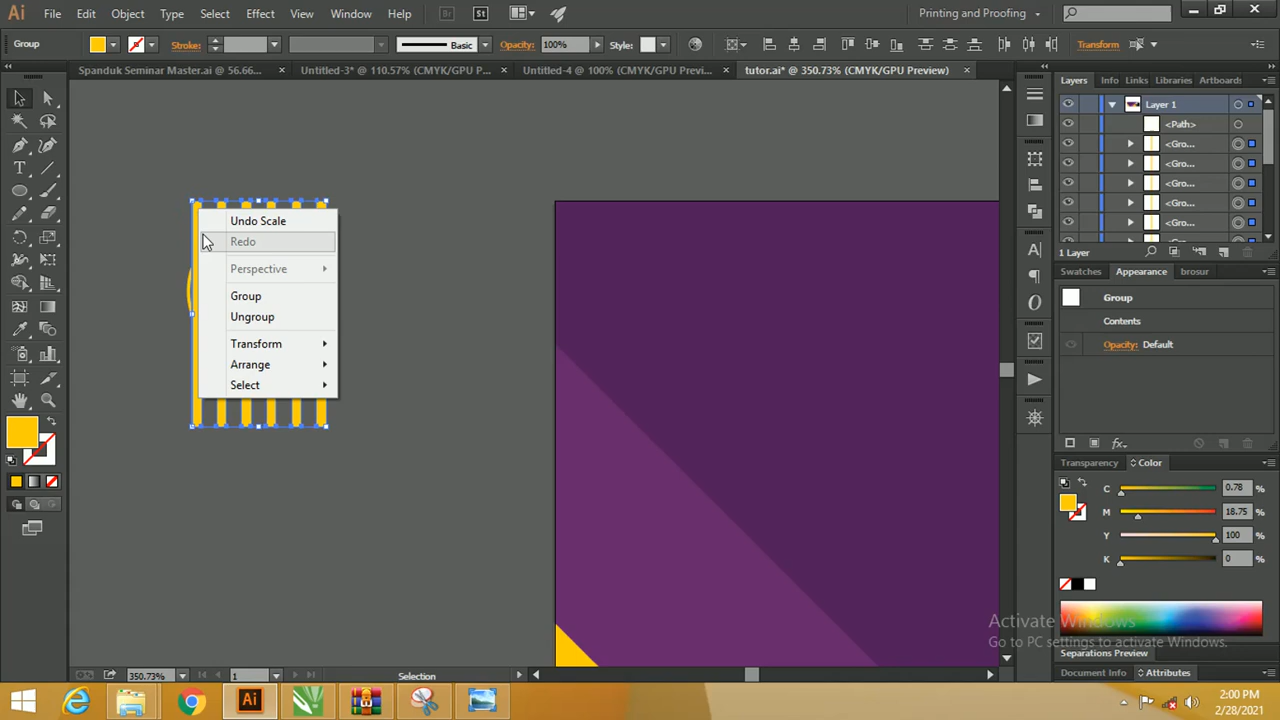 Ai File Edit Object Type Select Effect View Window Help Br St Printing and Proofing
Group Stroke: Basic Opacity: 100% Style: Transform
Spanduk Seminar Master.ai @ 56.66... × Untitled-3* @ 110.57% (CMYK/GPU P... × Untitled-4 @ 100% (CMYK/GPU Previ... × tutor.ai* @ 350.73% (CMYK/GPU Preview) ×
Layers Info Links Libraries Artboards
Layer 1
<Path>
<Gro...
<Gro...
<Gro...
<Gro...
<Gro...
1 Layer
Undo Scale
Redo
Perspective
Group
Ungroup
Transform
Arrange
Select
Swatches Appearance brosur
Group
Contents
Opacity: Default
fx
Transparency Color
C 0.78 %
M 18.75 %
Y 100 %
K 0 %
Activate Windows
Go to PC settings to activate Windows.
Separations Preview
Document Info Attributes
350.73% 1 Selection
Ai
2:00 PM
2/28/2021